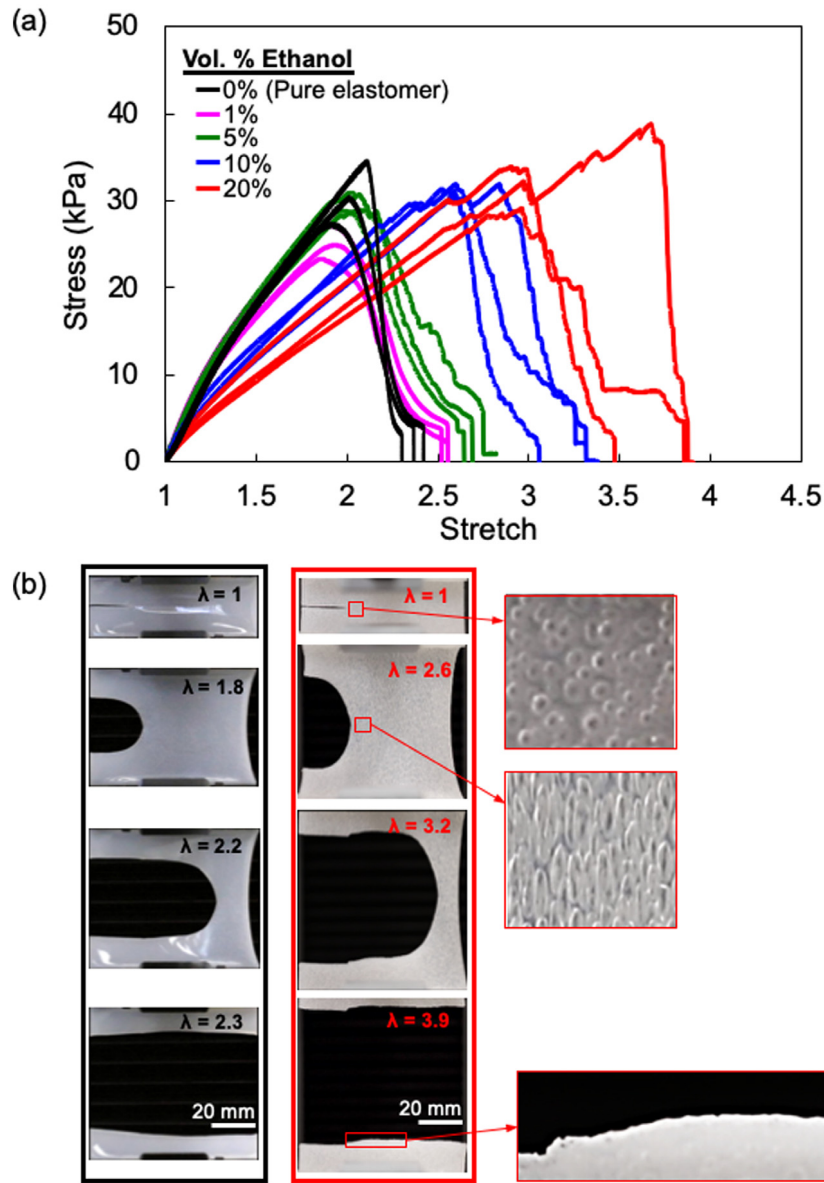 (a)
50
40
30
20
10
0
Stress (kPa)
Vol. % Ethanol
0% (Pure elastomer)
1%
5%
10%
20%
1 1.5 2 2.5 3 3.5 4 4.5
Stretch
(b)
λ = 1
λ = 1.8
λ = 2.2
λ = 2.3
20 mm
λ = 1
λ = 2.6
λ = 3.2
λ = 3.9
20 mm